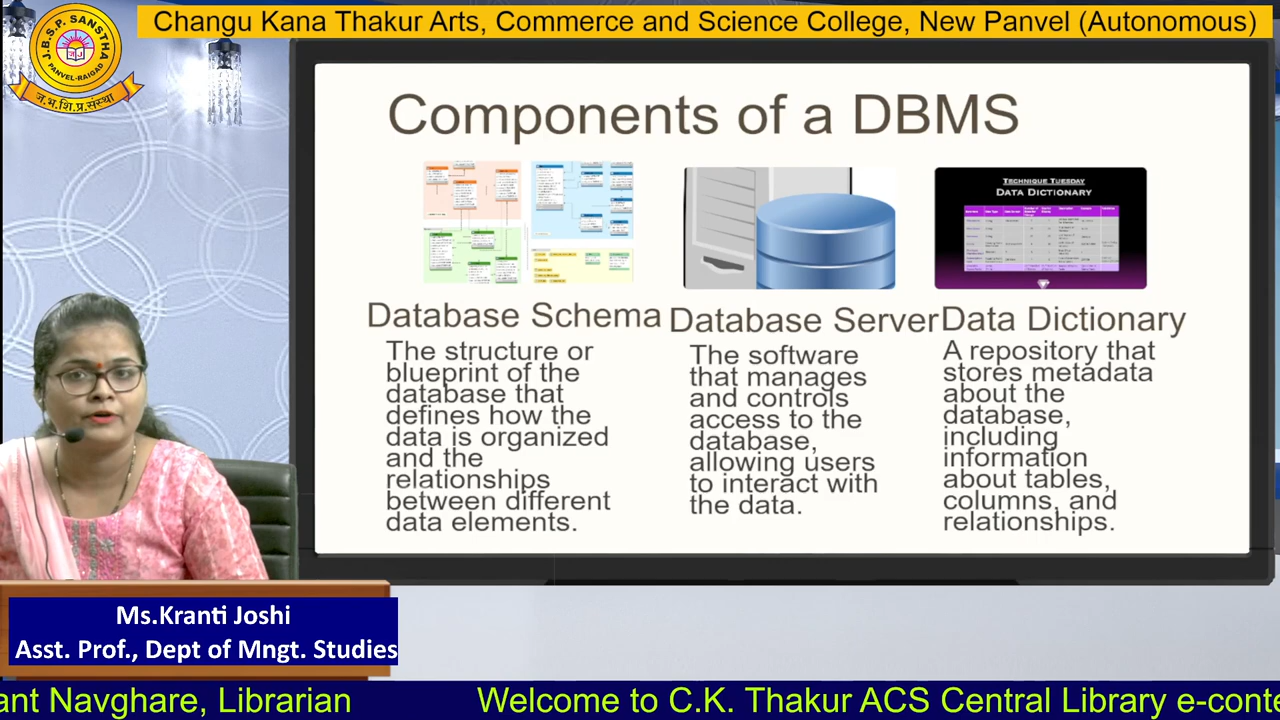 Changu Kana Thakur Arts, Commerce and Science College, New Panvel (Autonomous)
J.B.S.P. SANSTHA
PANVEL-RAIGAD
ज.भ.शि.प्र.संस्था
Components of a DBMS
TECHNIQUE TUESDAY
DATA DICTIONARY
Database Schema
The structure or
blueprint of the
database that
defines how the
data is organized
and the
relationships
between different
data elements.
Database Server
The software
that manages
and controls
access to the
database,
allowing users
to interact with
the data.
Data Dictionary
A repository that
stores metadata
about the
database,
including
information
about tables,
columns, and
relationships.
Ms.Kranti Joshi
Asst. Prof., Dept of Mngt. Studies
ant Navghare, Librarian Welcome to C.K. Thakur ACS Central Library e-conte